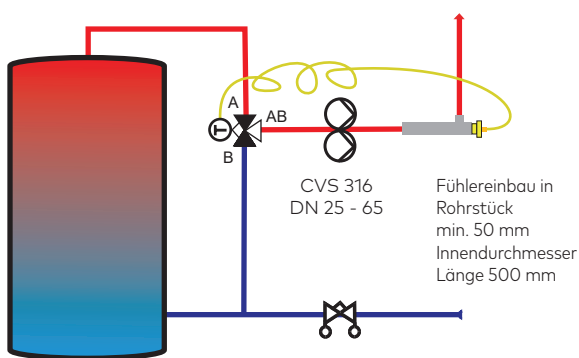 A
AB
T
B
CVS 316
DN 25 - 65
Fühlereinbau in
Rohrstück
min. 50 mm
Innendurchmesser
Länge 500 mm